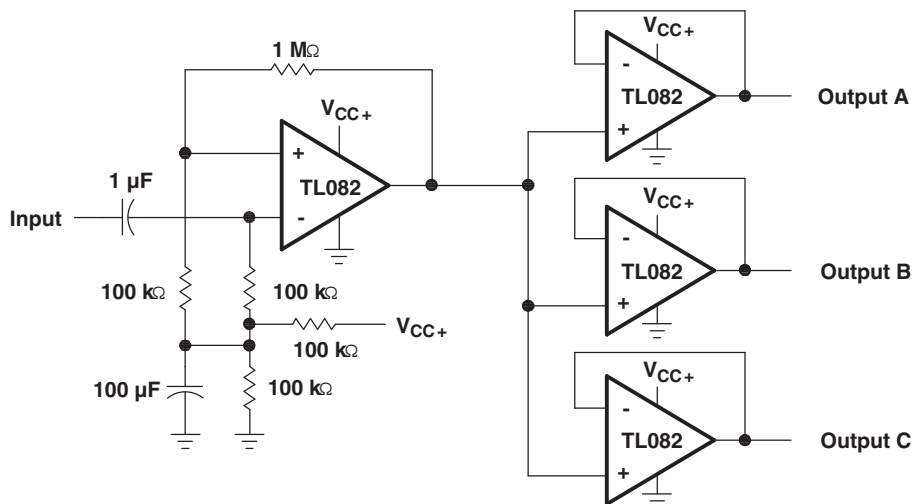 1 MΩ
VCC+
+
TL082
-
1 µF
Input
100 kΩ
100 kΩ
VCC+
100 kΩ
100 µF
100 kΩ
VCC+
-
TL082
+
Output A
VCC+
-
TL082
+
Output B
VCC+
-
TL082
+
Output C